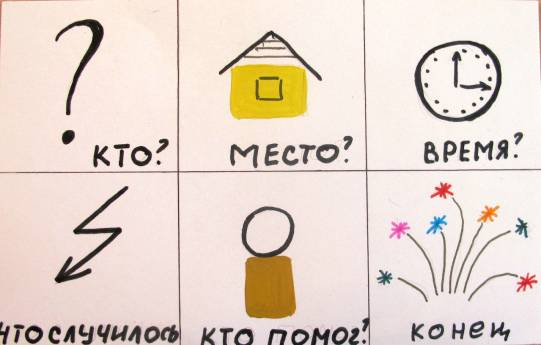 КТО?
МЕСТО?
ВРЕМЯ?
ЧТО СЛУЧИЛОСЬ
КТО ПОМОГ?
КОНЕЦ